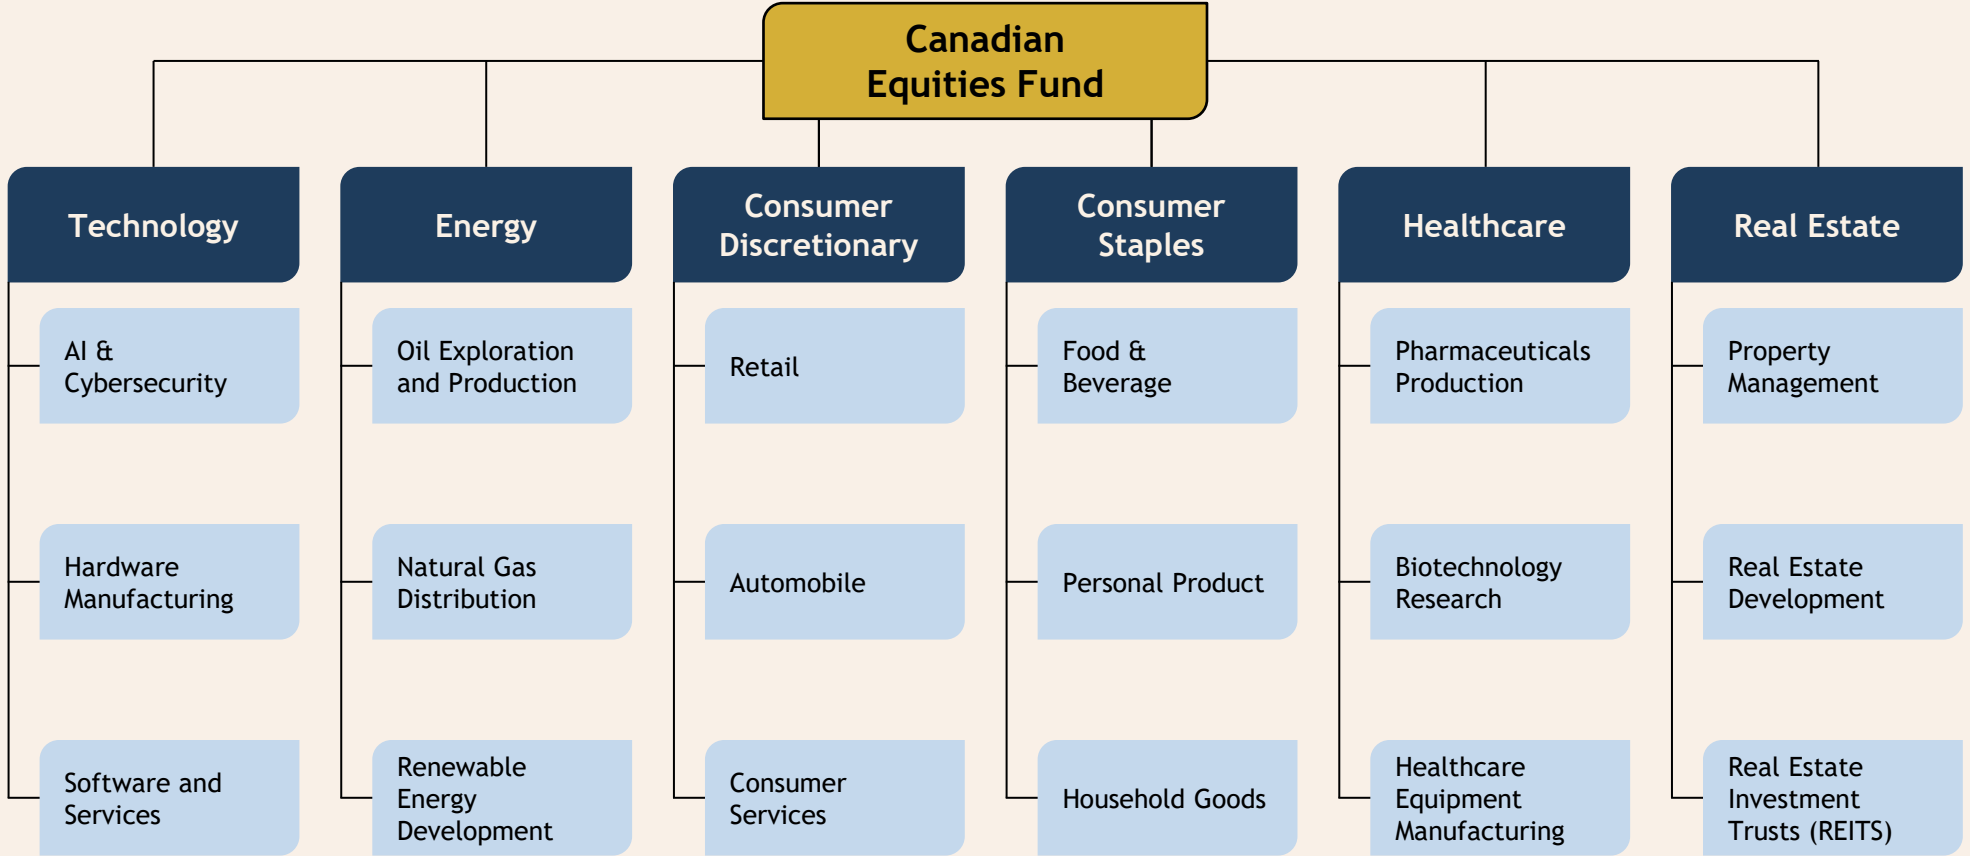 Canadian
Equities Fund
Technology
Energy
Consumer
Discretionary
Consumer
Staples
Healthcare
Real Estate
AI &
Cybersecurity
Oil Exploration
and Production
Retail
Food &
Beverage
Pharmaceuticals
Production
Property
Management
Hardware
Manufacturing
Natural Gas
Distribution
Automobile
Personal Product
Biotechnology
Research
Real Estate
Development
Software and
Services
Renewable
Energy
Development
Consumer
Services
Household Goods
Healthcare
Equipment
Manufacturing
Real Estate
Investment
Trusts (REITS)